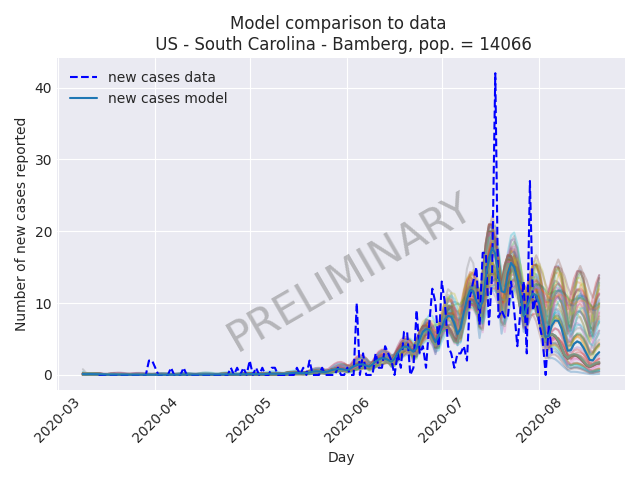 Model comparison to data
US - South Carolina - Bamberg, pop. = 14066
new cases data
new cases model
PRELIMINARY
Number of new cases reported
40
30
20
10
0
2020-03
2020-04
2020-05
2020-06
2020-07
2020-08
Day